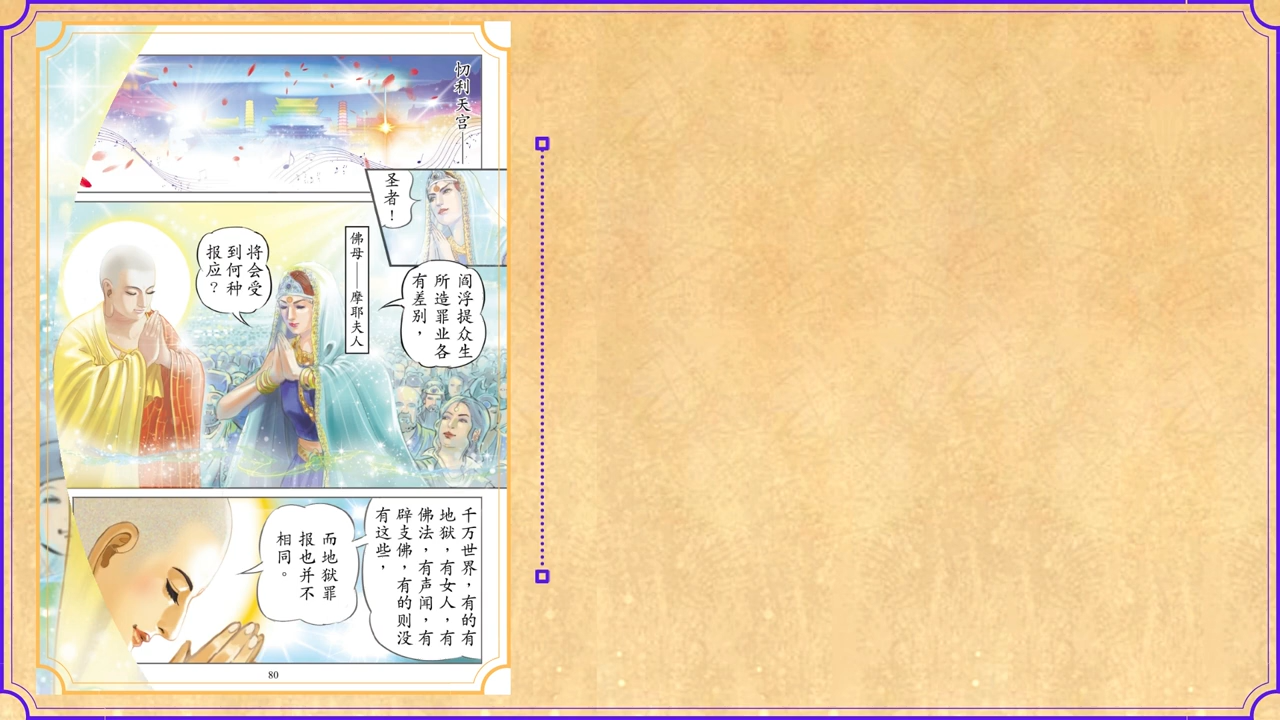 忉利天宫
圣者！
佛母——摩耶夫人
阎浮提众生
所造罪业各
有差别，
将会受
到何种
报应？
千万世界，有的有
地狱，有女人，有
佛法，有声闻，有
辟支佛，有的则没
有这些，
而地狱罪
报也并不
相同。
80